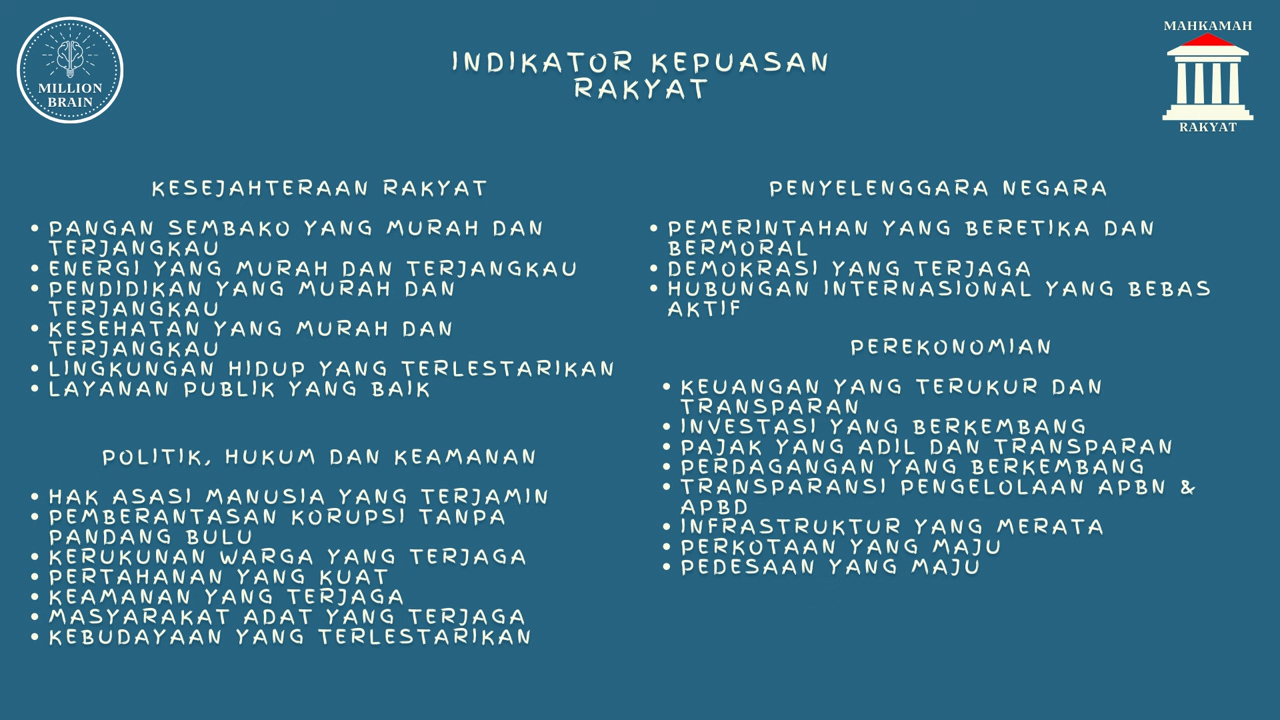 MILLION
BRAIN
INDIKATOR KEPUASAN
RAKYAT
MAHKAMAH
RAKYAT
KESEJAHTERAAN RAKYAT
• PANGAN SEMBAKO YANG MURAH DAN
TERJANGKAU
• ENERGI YANG MURAH DAN TERJANGKAU
• PENDIDIKAN YANG MURAH DAN
TERJANGKAU
• KESEHATAN YANG MURAH DAN
TERJANGKAU
• LINGKUNGAN HIDUP YANG TERLESTARIKAN
• LAYANAN PUBLIK YANG BAIK
POLITIK, HUKUM DAN KEAMANAN
• HAK ASASI MANUSIA YANG TERJAMIN
• PEMBERANTASAN KORUPSI TANPA
PANDANG BULU
• KERUKUNAN WARGA YANG TERJAGA
• PERTAHANAN YANG KUAT
• KEAMANAN YANG TERJAGA
• MASYARAKAT ADAT YANG TERJAGA
• KEBUDAYAAN YANG TERLESTARIKAN
PENYELENGGARA NEGARA
• PEMERINTAHAN YANG BERETIKA DAN
BERMORAL
• DEMOKRASI YANG TERJAGA
• HUBUNGAN INTERNASIONAL YANG BEBAS
AKTIF
PEREKONOMIAN
• KEUANGAN YANG TERUKUR DAN
TRANSPARAN
• INVESTASI YANG BERKEMBANG
• PAJAK YANG ADIL DAN TRANSPARAN
• PERDAGANGAN YANG BERKEMBANG
• TRANSPARANSI PENGELOLAAN APBN &
APBD
• INFRASTRUKTUR YANG MERATA
• PERKOTAAN YANG MAJU
• PEDESAAN YANG MAJU